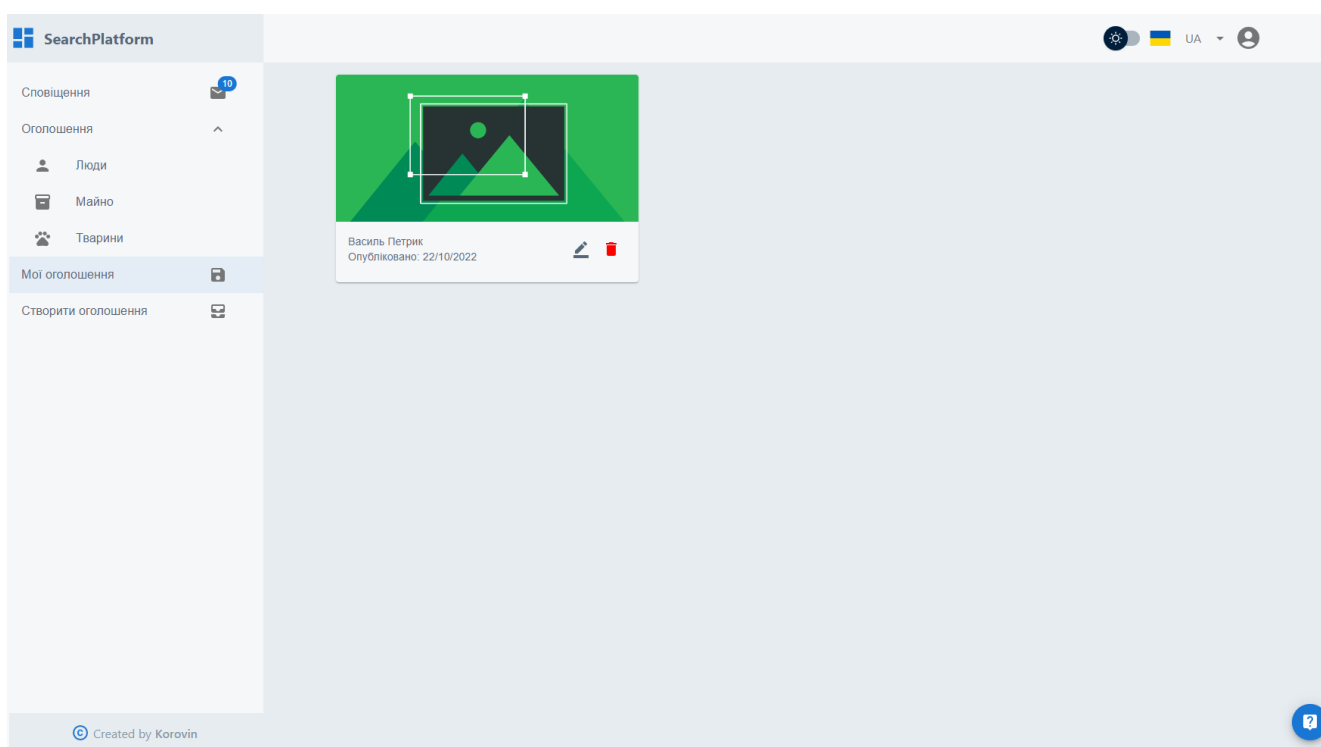 SearchPlatform
UA
Сповіщення
10
Оголошення
Люди
Майно
Тварини
Мої оголошення
Створити оголошення
Василь Петрик
Опубліковано: 22/10/2022
© Created by Korovin
?